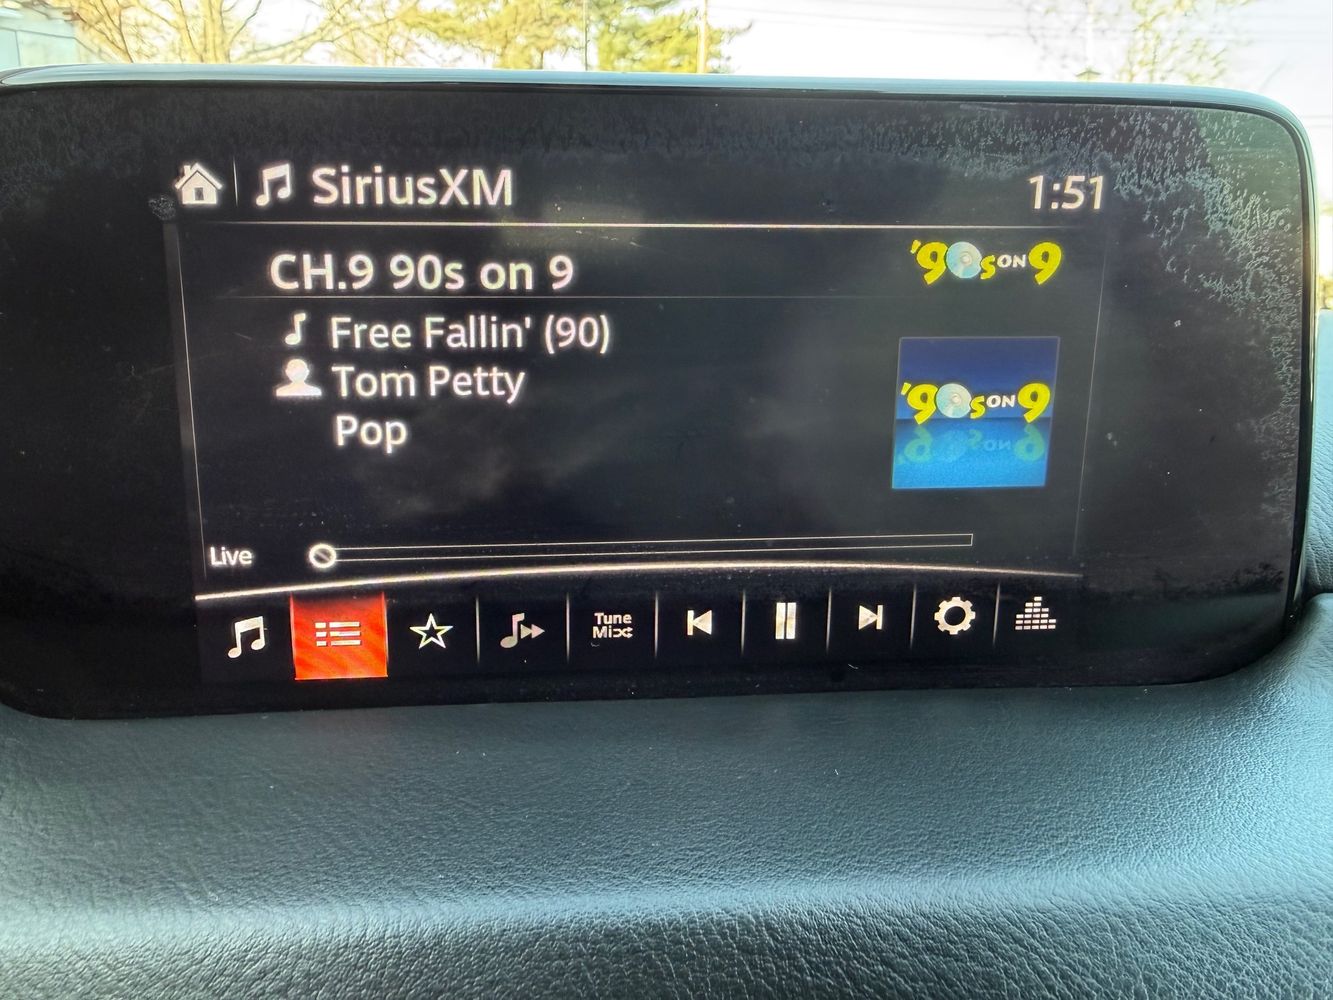 SiriusXM
1:51
CH.9 90s on 9
'90s ON 9
Free Fallin' (90)
Tom Petty
Pop
'90s ON 9
Live
Tune
Mix